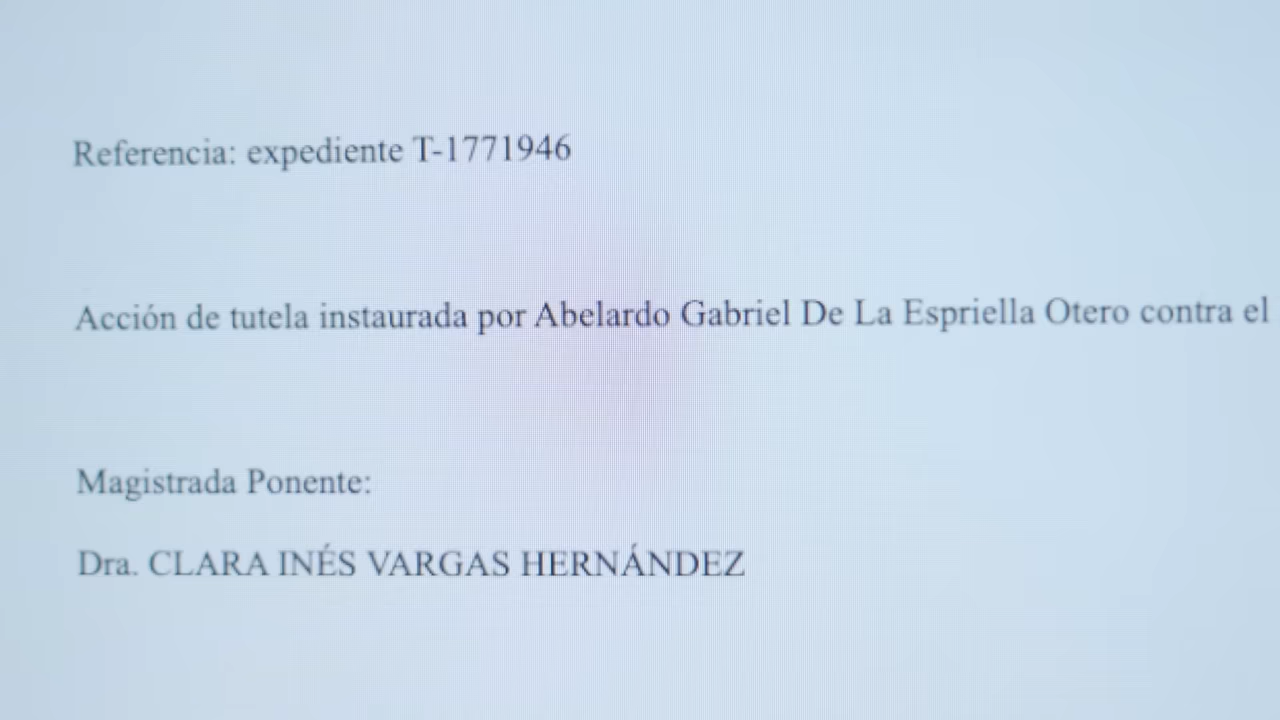 Referencia: expediente T-1771946
Acción de tutela instaurada por Abelardo Gabriel De La Espriella Otero contra el
Magistrada Ponente:
Dra. CLARA INÉS VARGAS HERNÁNDEZ